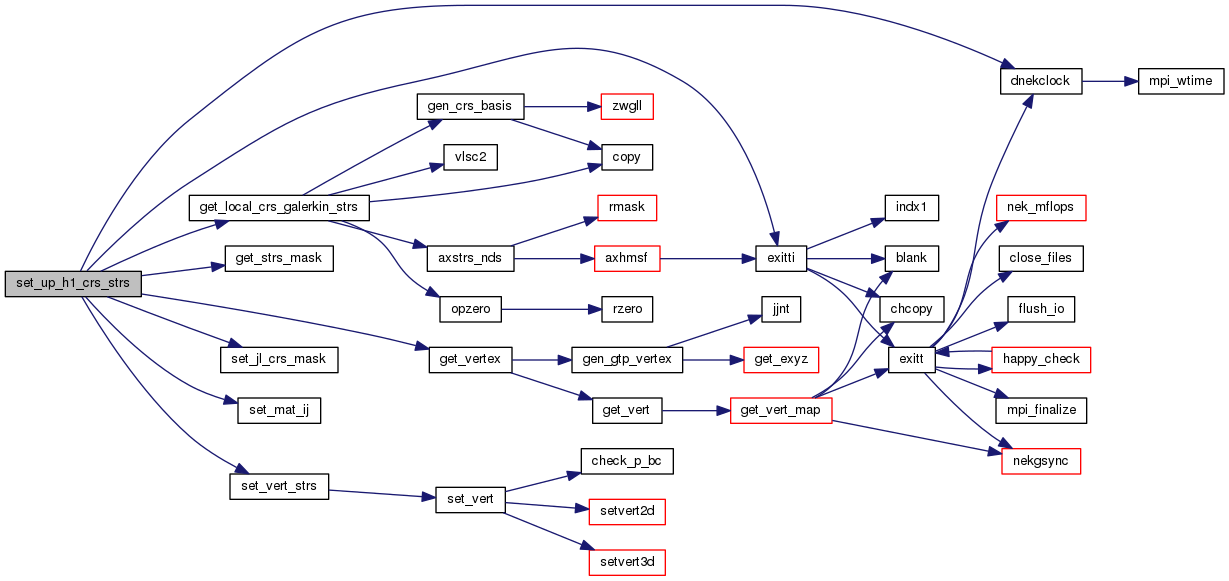 dnekclock
mpi_wtime
gen_crs_basis
zwgll
vlsc2
copy
get_local_crs_galerkin_strs
rmask
indx1
nek_mflops
get_strs_mask
axstrs_nds
axhmsf
exitti
blank
close_files
set_up_h1_crs_strs
opzero
rzero
jjnt
chcopy
flush_io
set_jl_crs_mask
get_vertex
gen_gtp_vertex
get_exyz
exitt
happy_check
set_mat_ij
get_vert
get_vert_map
mpi_finalize
check_p_bc
nekgsync
set_vert_strs
set_vert
setvert2d
setvert3d